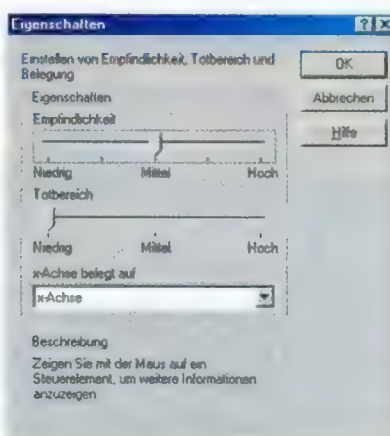 Eigenschaften
Einstellen von Empfindlichkeit, Totbereich und
Belegung
OK
Abbrechen
Hilfe
Eigenschaften
Empfindlichkeit
Niedrig Mittel Hoch
Totbereich
Niedrig Mittel Hoch
x-Achse belegt auf
x-Achse
Beschreibung
Zeigen Sie mit der Maus auf ein
Steuerelement, um weitere Informationen
anzuzeigen